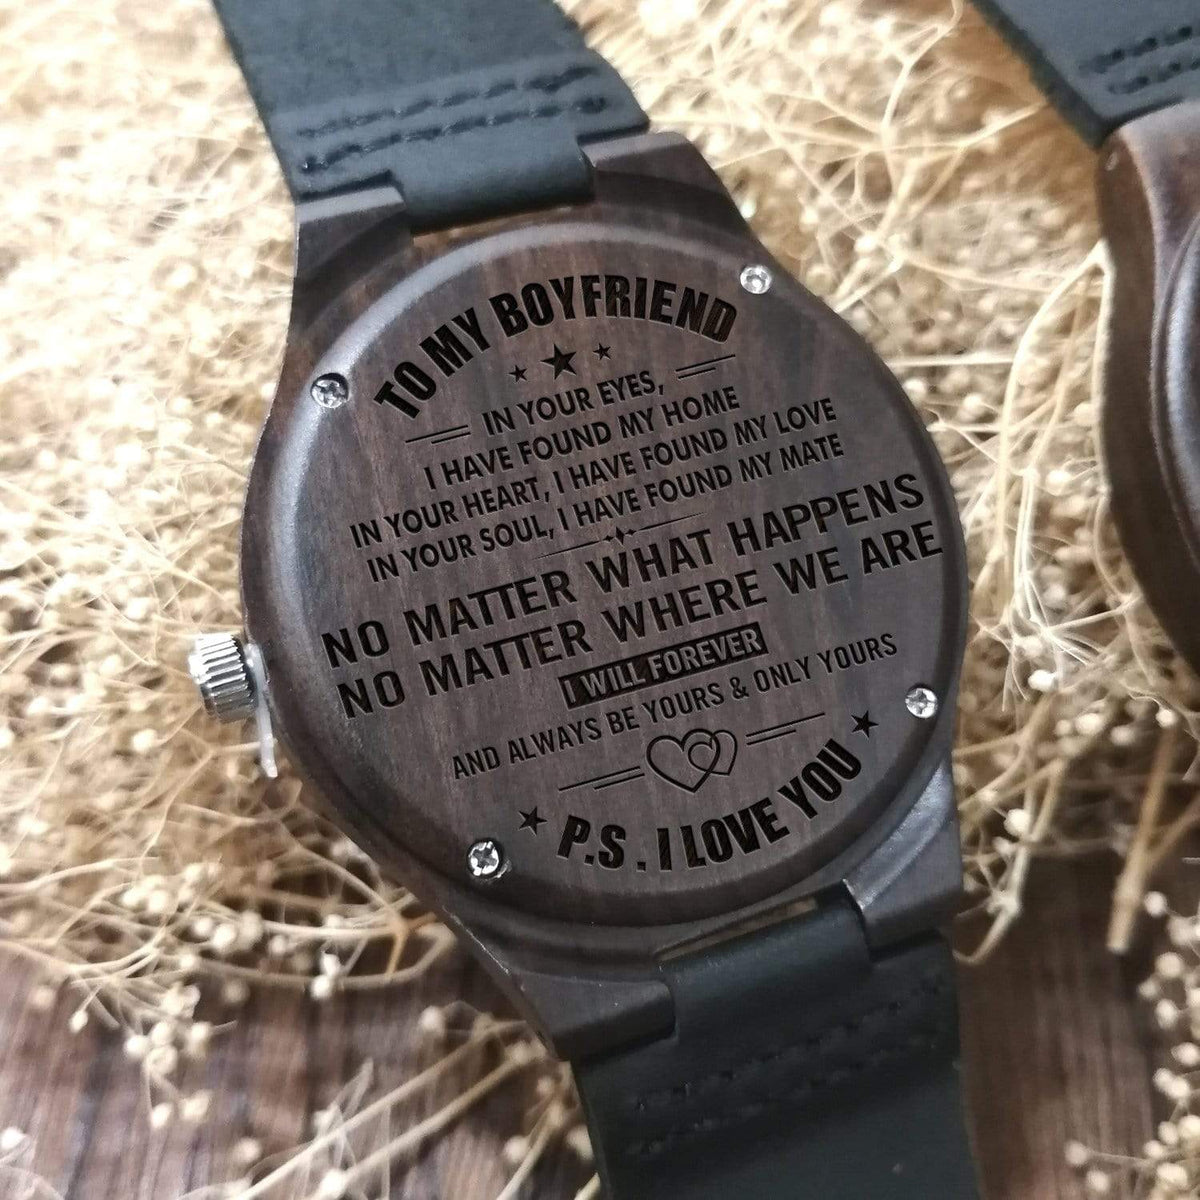 TO MY BOYFRIEND
IN YOUR EYES,
I HAVE FOUND MY HOME
IN YOUR HEART, I HAVE FOUND MY LOVE
IN YOUR SOUL, I HAVE FOUND MY MATE
NO MATTER WHAT HAPPENS
NO MATTER WHERE WE ARE
I WILL FOREVER
AND ALWAYS BE YOURS & ONLY YOURS
P.S. I LOVE YOU